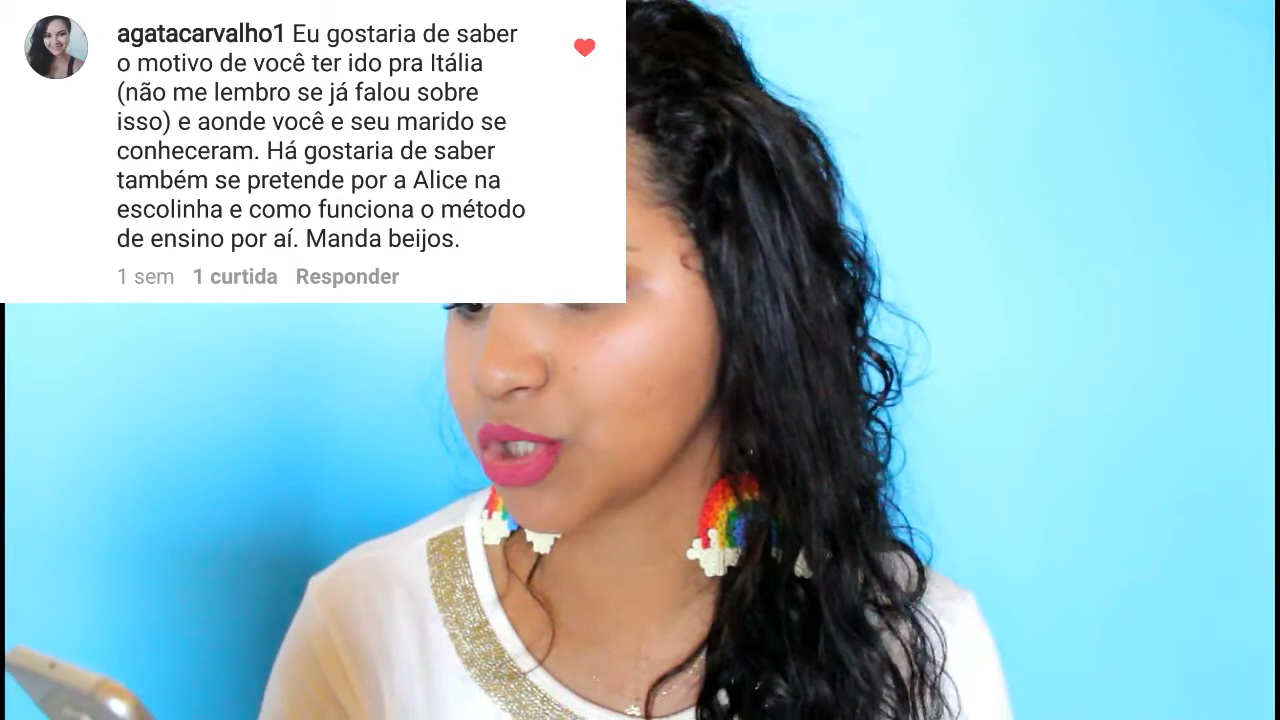 agatacarvalho1 Eu gostaria de saber
o motivo de você ter ido pra Itália
(não me lembro se já falou sobre
isso) e aonde você e seu marido se
conheceram. Há gostaria de saber
também se pretende por a Alice na
escolinha e como funciona o método
de ensino por aí. Manda beijos.
1 sem 1 curtida Responder